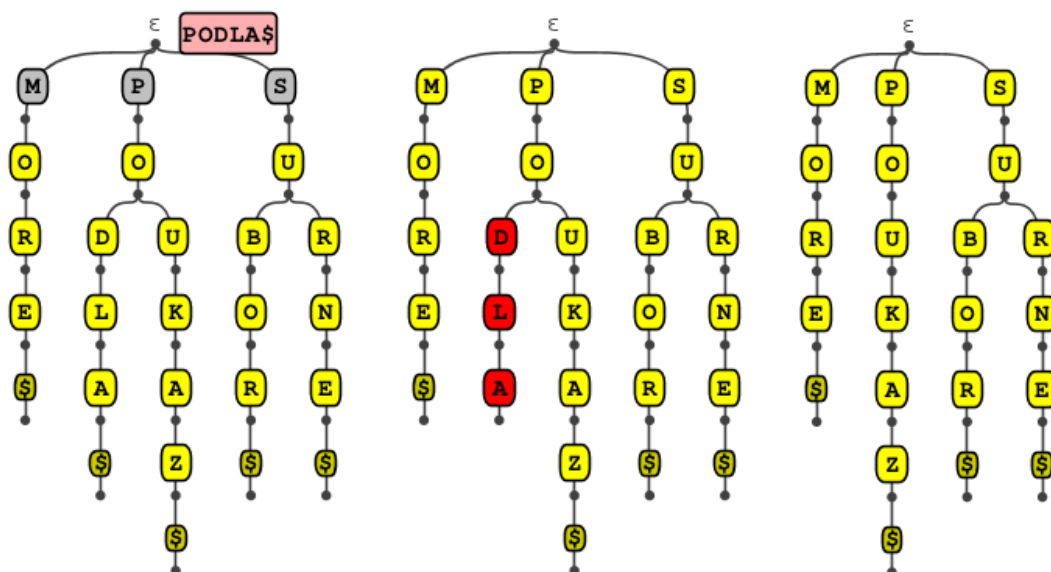 ε PODLA$ ε ε
M P S M P S M P S
O O U O O U O O U
R D U B R R D U B R R U B R
E L K O N E L K O N E K O N
$ A A R E $ A A R E $ A R E
$ Z $ $ Z $ $ Z $ $
$ $ $